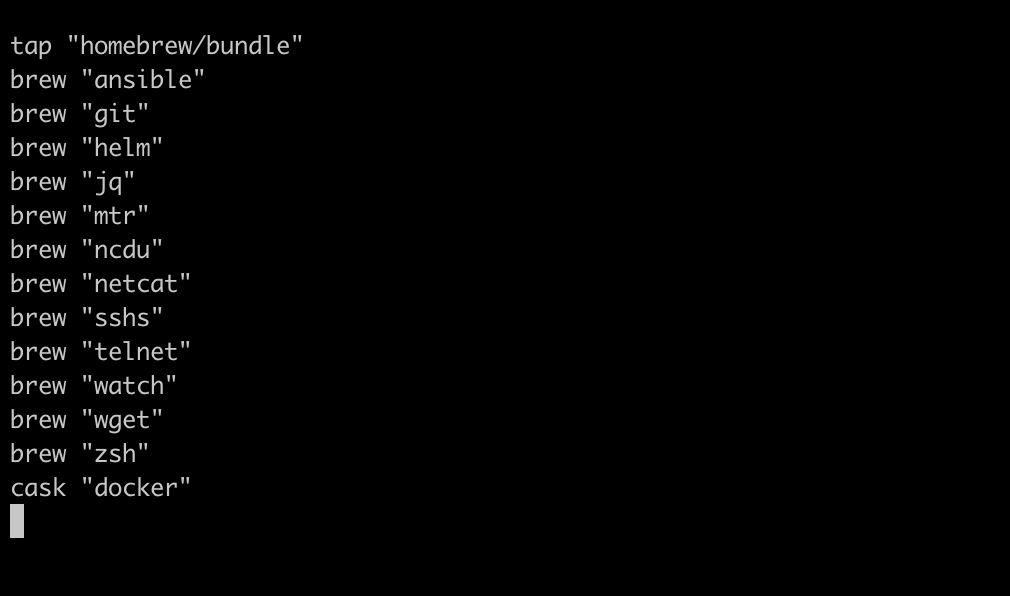 tap "homebrew/bundle"
brew "ansible"
brew "git"
brew "helm"
brew "jq"
brew "mtr"
brew "ncdu"
brew "netcat"
brew "sshs"
brew "telnet"
brew "watch"
brew "wget"
brew "zsh"
cask "docker"